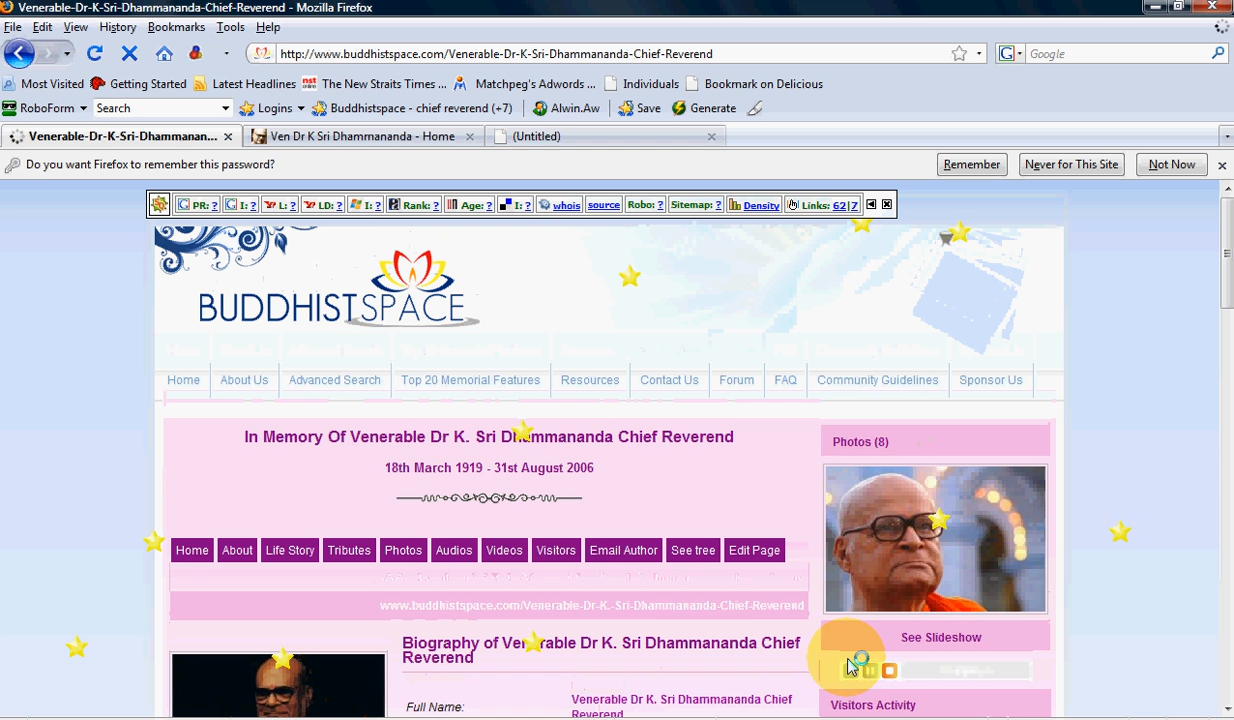 Venerable-Dr-K-Sri-Dhammananda-Chief-Reverend - Mozilla Firefox
File Edit View History Bookmarks Tools Help
http://www.buddhistspace.com/Venerable-Dr-K-Sri-Dhammananda-Chief-Reverend
G Google
Most Visited Getting Started Latest Headlines nst The New Straits Times ... Matchpeg's Adwords ... Individuals Bookmark on Delicious
RoboForm Search Logins Buddhistspace - chief reverend (+7) Alwin.Aw Save Generate
Venerable-Dr-K-Sri-Dhammanan... Ven Dr K Sri Dhammananda - Home (Untitled)
Do you want Firefox to remember this password? Remember Never for This Site Not Now
PR: ? I: ? L: ? LD: ? I: ? Rank: ? Age: ? I: ? whois source Robo: ? Sitemap: ? Density Links: 62|7
BUDDHISTSPACE
Home About Us Advanced Search Top 20 Memorial Features Resources Contact Us Forum FAQ Community Guidelines Sponsor Us
In Memory Of Venerable Dr K. Sri Dhammananda Chief Reverend
18th March 1919 - 31st August 2006
Photos (8)
Home About Life Story Tributes Photos Audios Videos Visitors Email Author See tree Edit Page
www.buddhistspace.com/Venerable-Dr-K.-Sri-Dhammananda-Chief-Reverend
See Slideshow
Biography of Venerable Dr K. Sri Dhammananda Chief
Reverend
Full Name: Venerable Dr K. Sri Dhammananda Chief
Reverend
Visitors Activity